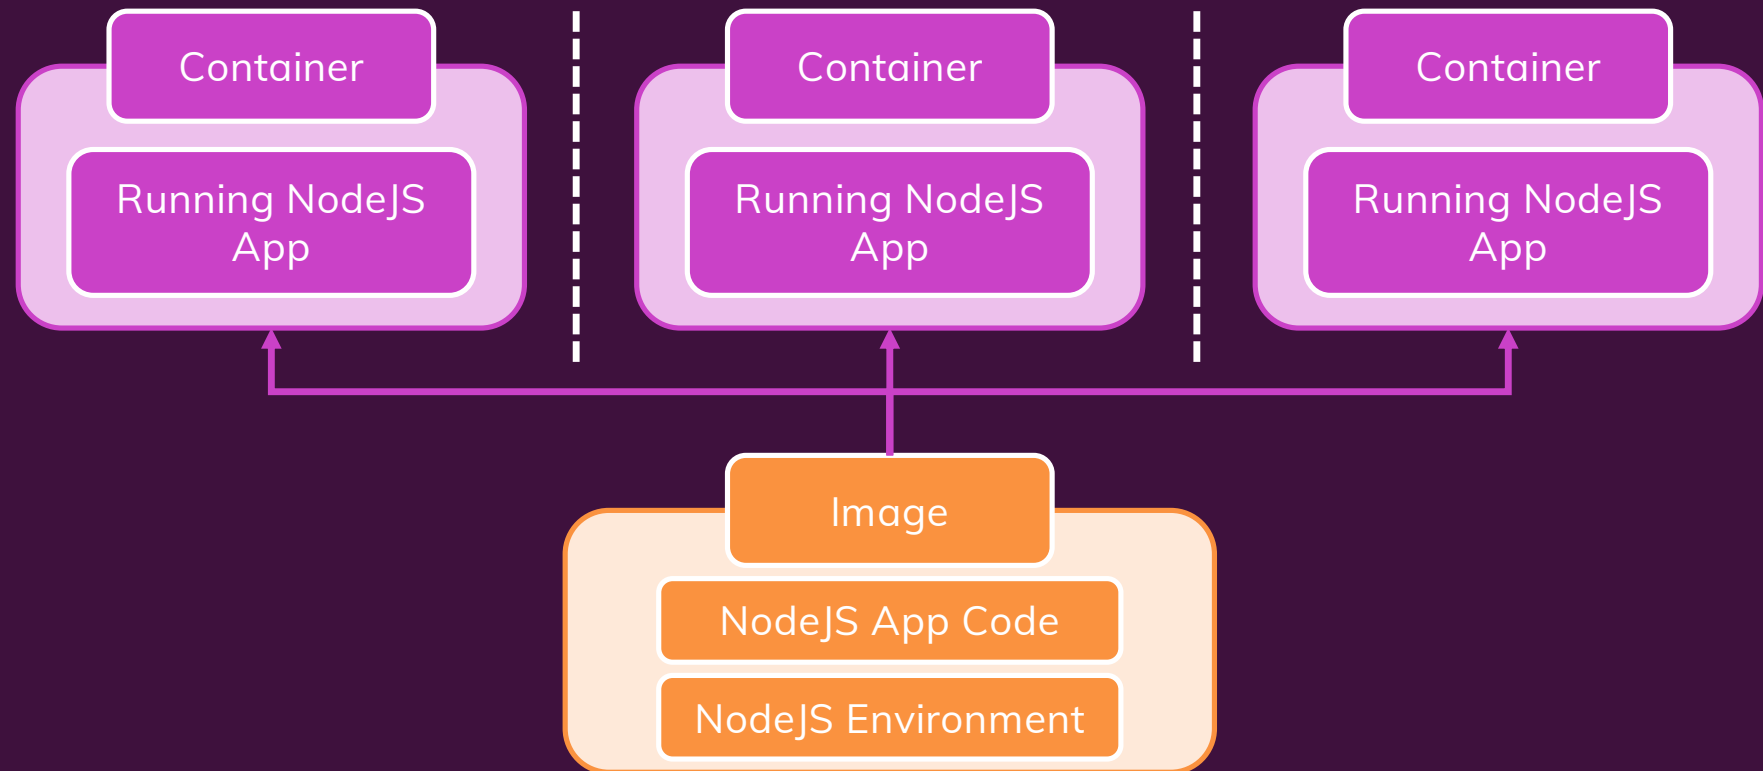 Container
Running NodeJS
App
Container
Running NodeJS
App
Container
Running NodeJS
App
Image
NodeJS App Code
NodeJS Environment